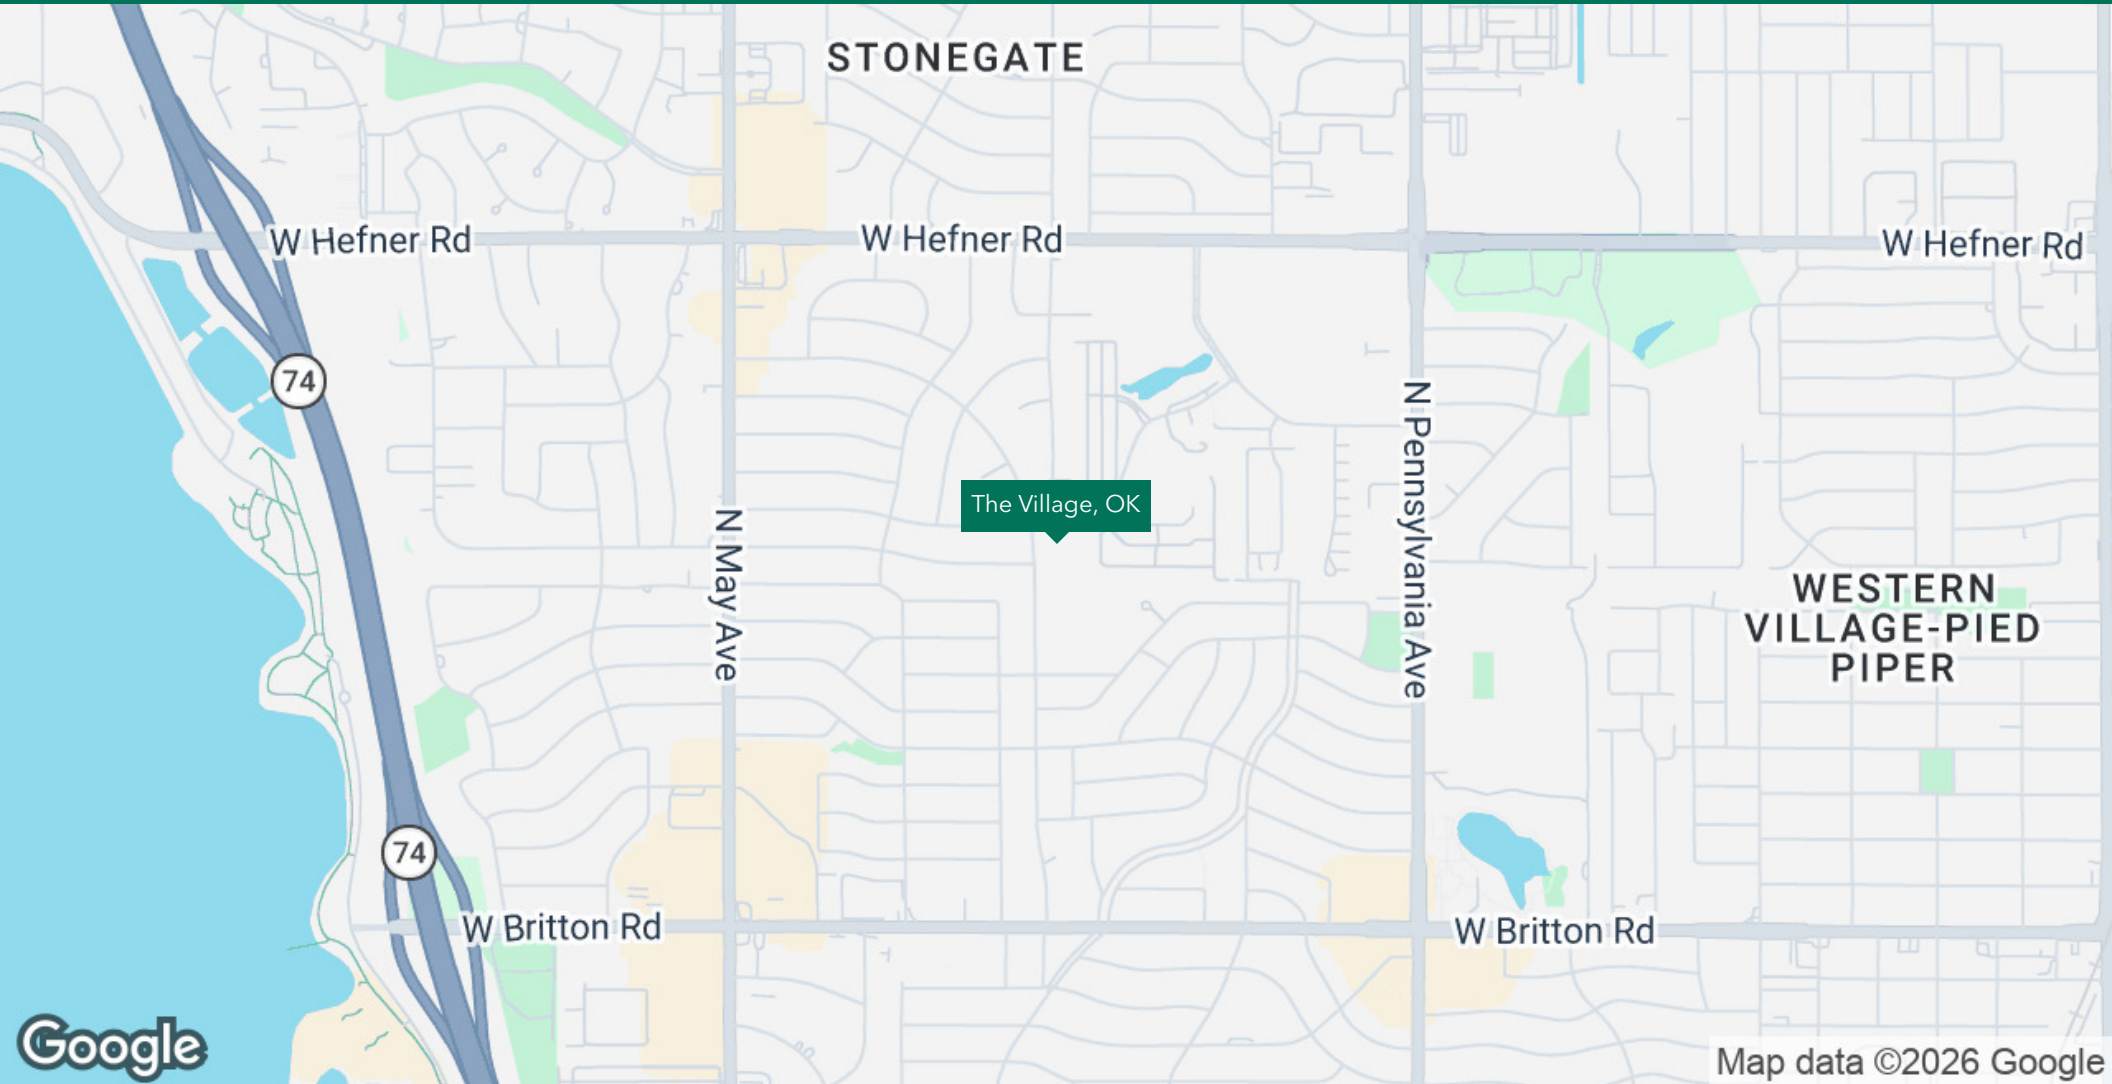 STONEGATE
W Hefner Rd
W Hefner Rd
W Hefner Rd
74
N Pennsylvania Ave
The Village, OK
N May Ave
WESTERN
VILLAGE-PIED
PIPER
74
W Britton Rd
W Britton Rd
Google
Map data ©2026 Google